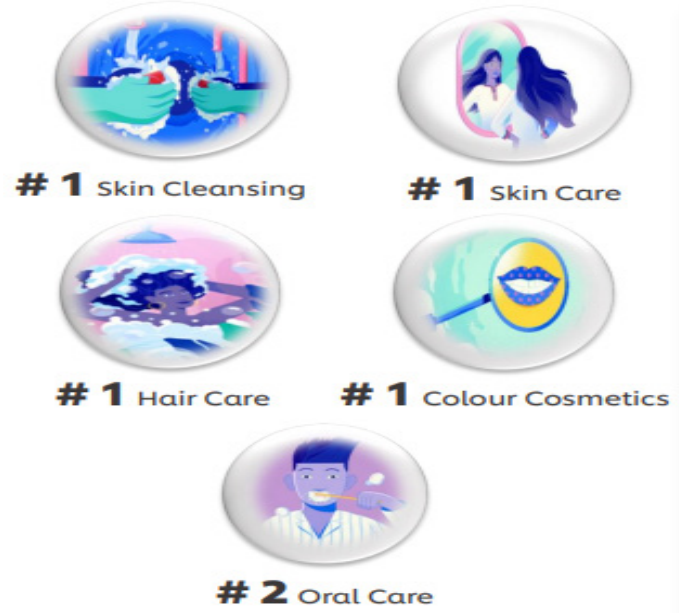 # 1 Skin Cleansing
# 1 Skin Care
# 1 Hair Care
# 1 Colour Cosmetics
# 2 Oral Care